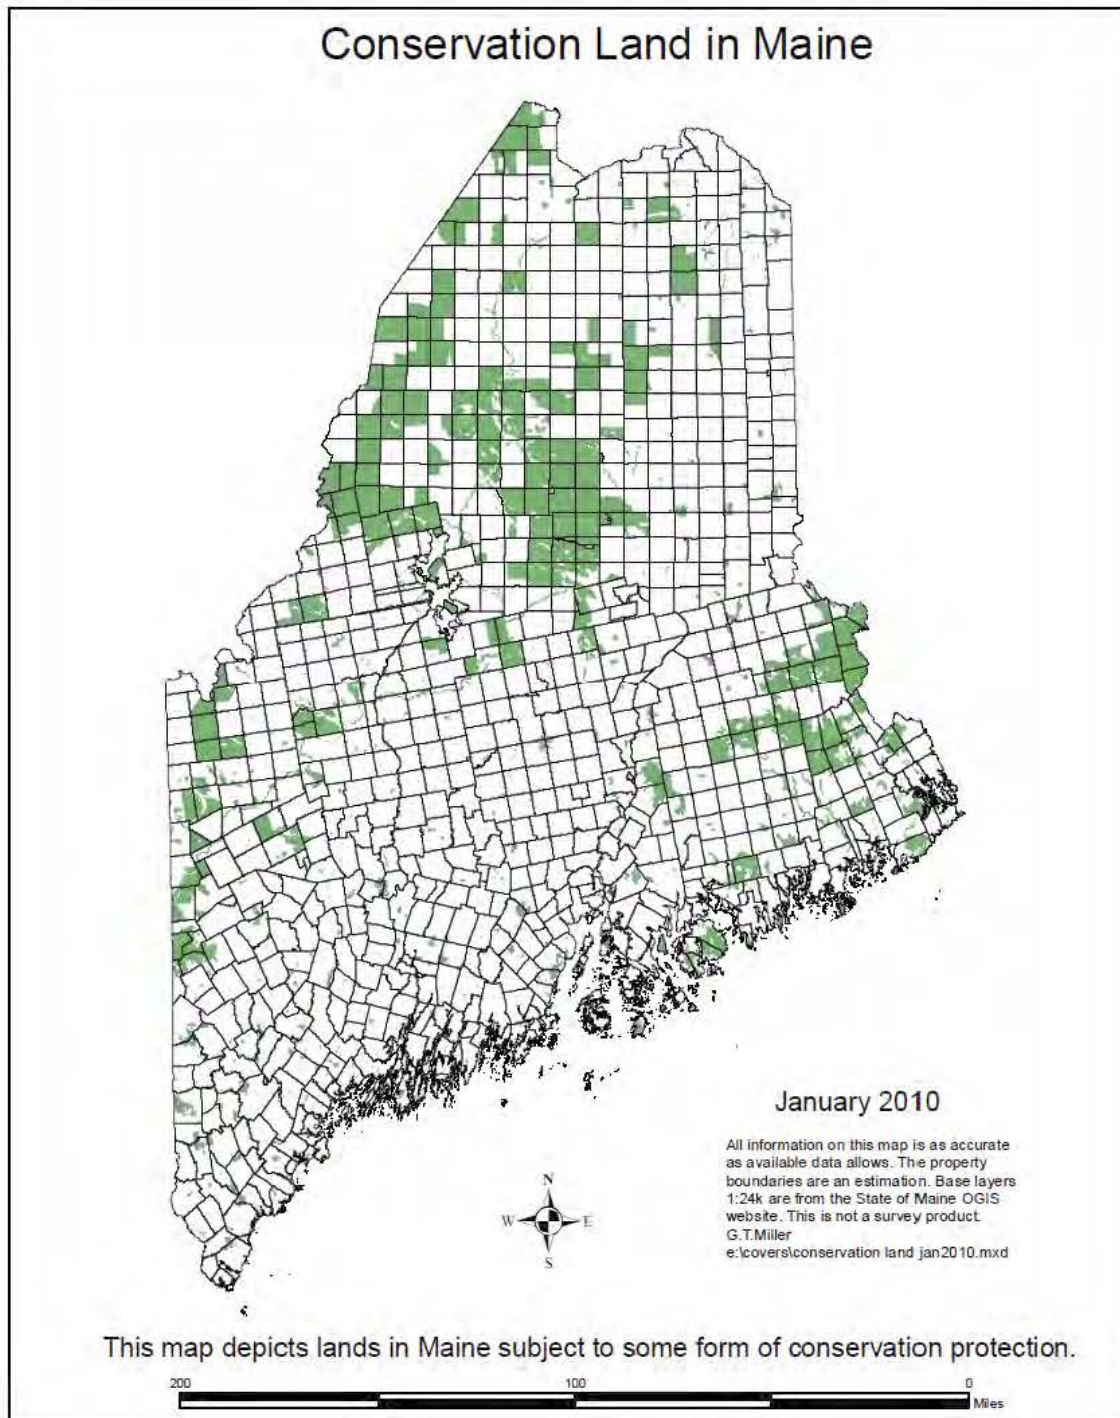 Conservation Land in Maine
January 2010
All information on this map is as accurate
as available data allows. The property
boundaries are an estimation. Base layers
1:24k are from the State of Maine OGIS
website. This is not a survey product.
G.T.Miller
e:\covers\conservation land jan2010.mxd
N
W E
S
This map depicts lands in Maine subject to some form of conservation protection.
200 100 0
Miles